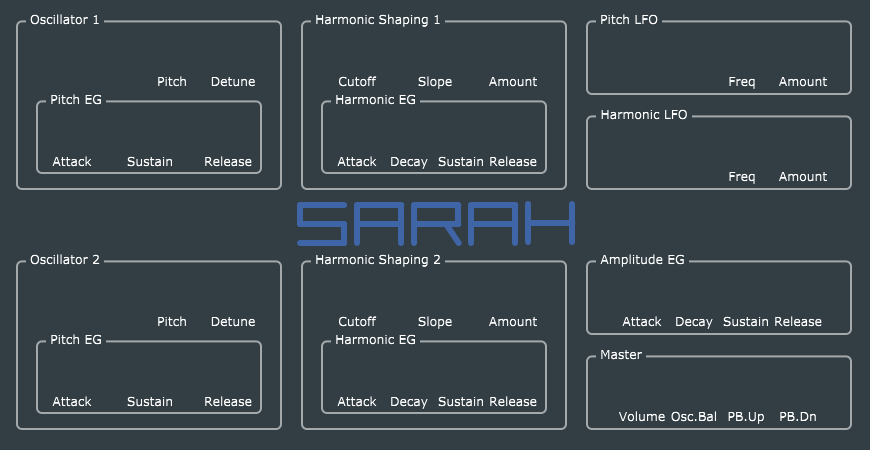 Oscillator 1
Pitch Detune
Pitch EG
Attack Sustain Release
Harmonic Shaping 1
Cutoff Slope Amount
Harmonic EG
Attack Decay Sustain Release
Pitch LFO
Freq Amount
Harmonic LFO
Freq Amount
SARAH
Oscillator 2
Pitch Detune
Pitch EG
Attack Sustain Release
Harmonic Shaping 2
Cutoff Slope Amount
Harmonic EG
Attack Decay Sustain Release
Amplitude EG
Attack Decay Sustain Release
Master
Volume Osc.Bal PB.Up PB.Dn